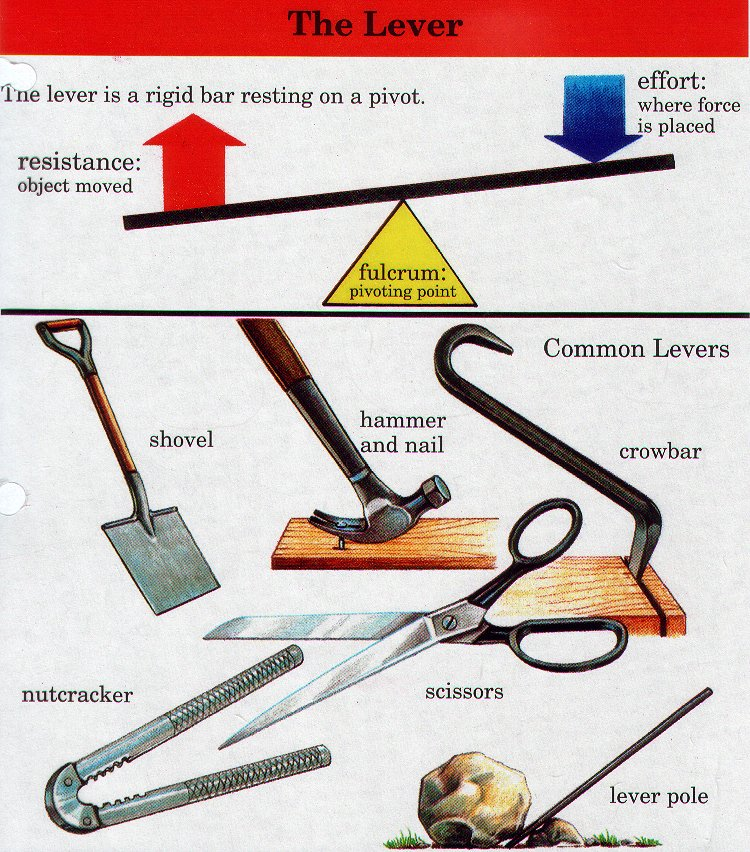 The Lever
The lever is a rigid bar resting on a pivot.
effort:
where force
is placed
resistance:
object moved
fulcrum:
pivoting point
Common Levers
shovel
hammer
and nail
crowbar
nutcracker
scissors
lever pole